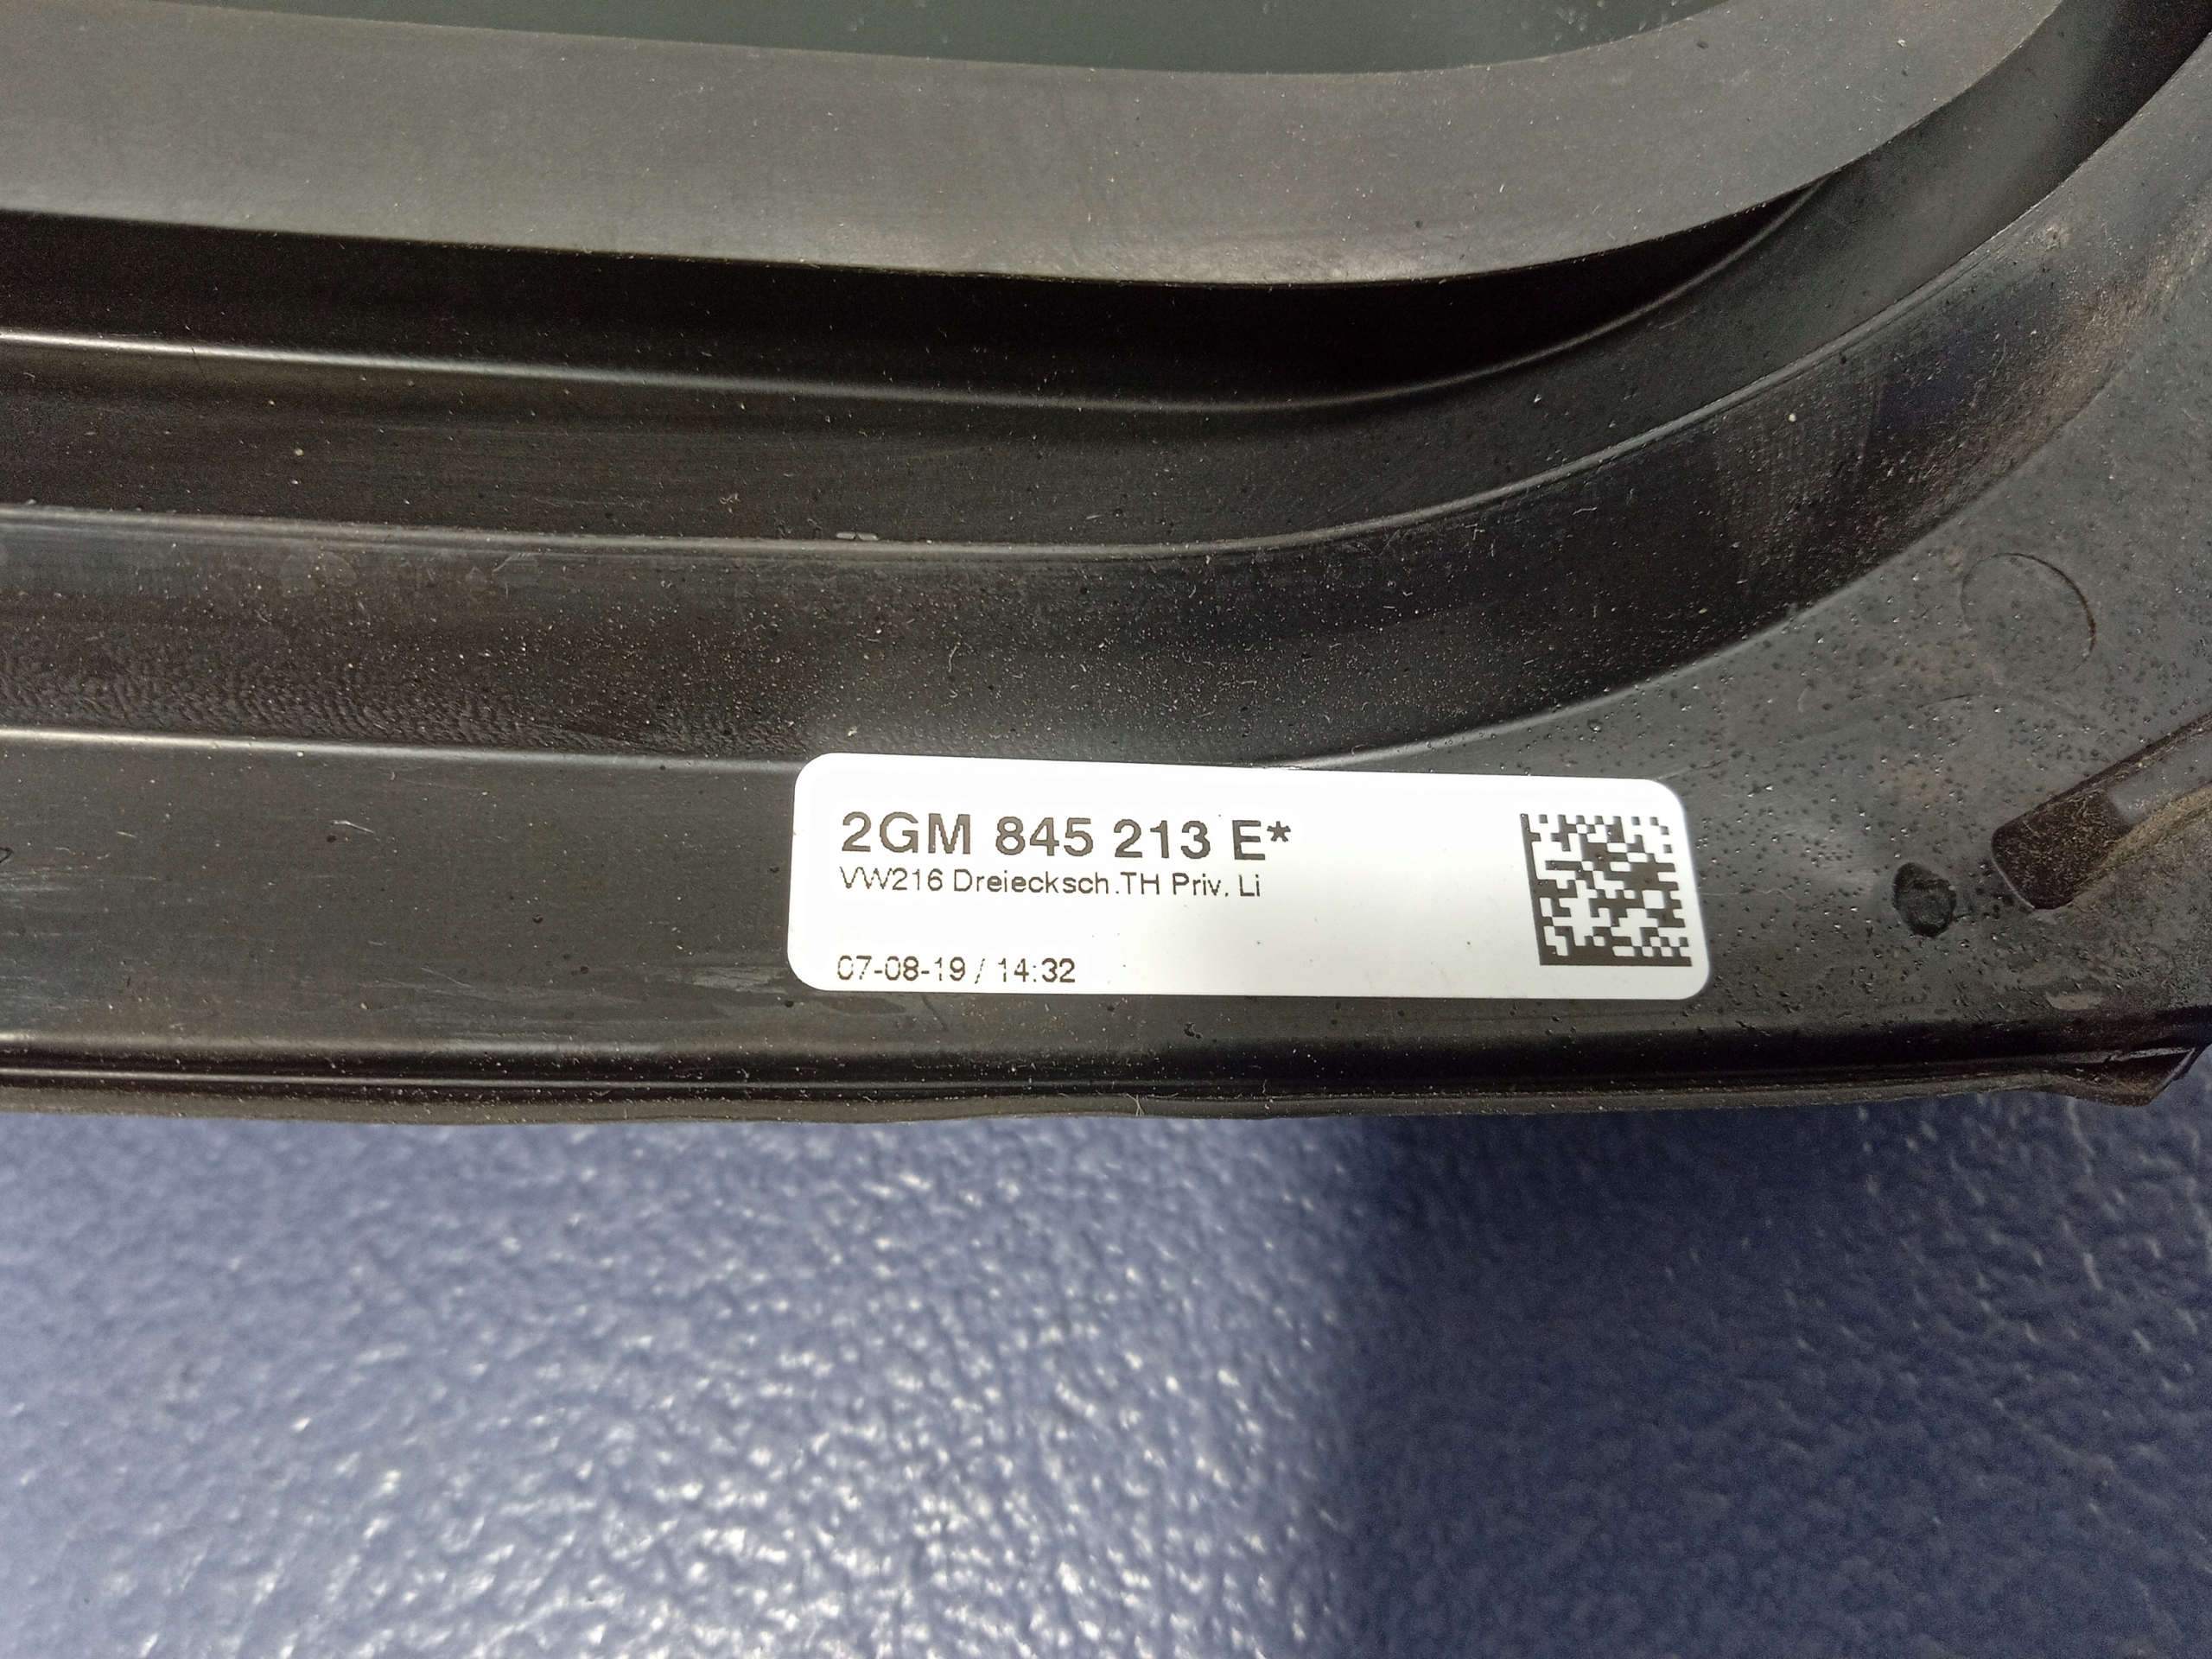 2GM 845 213 E*
VW216 Dreiecksch.TH Priv. Li
07-08-19 / 14:32